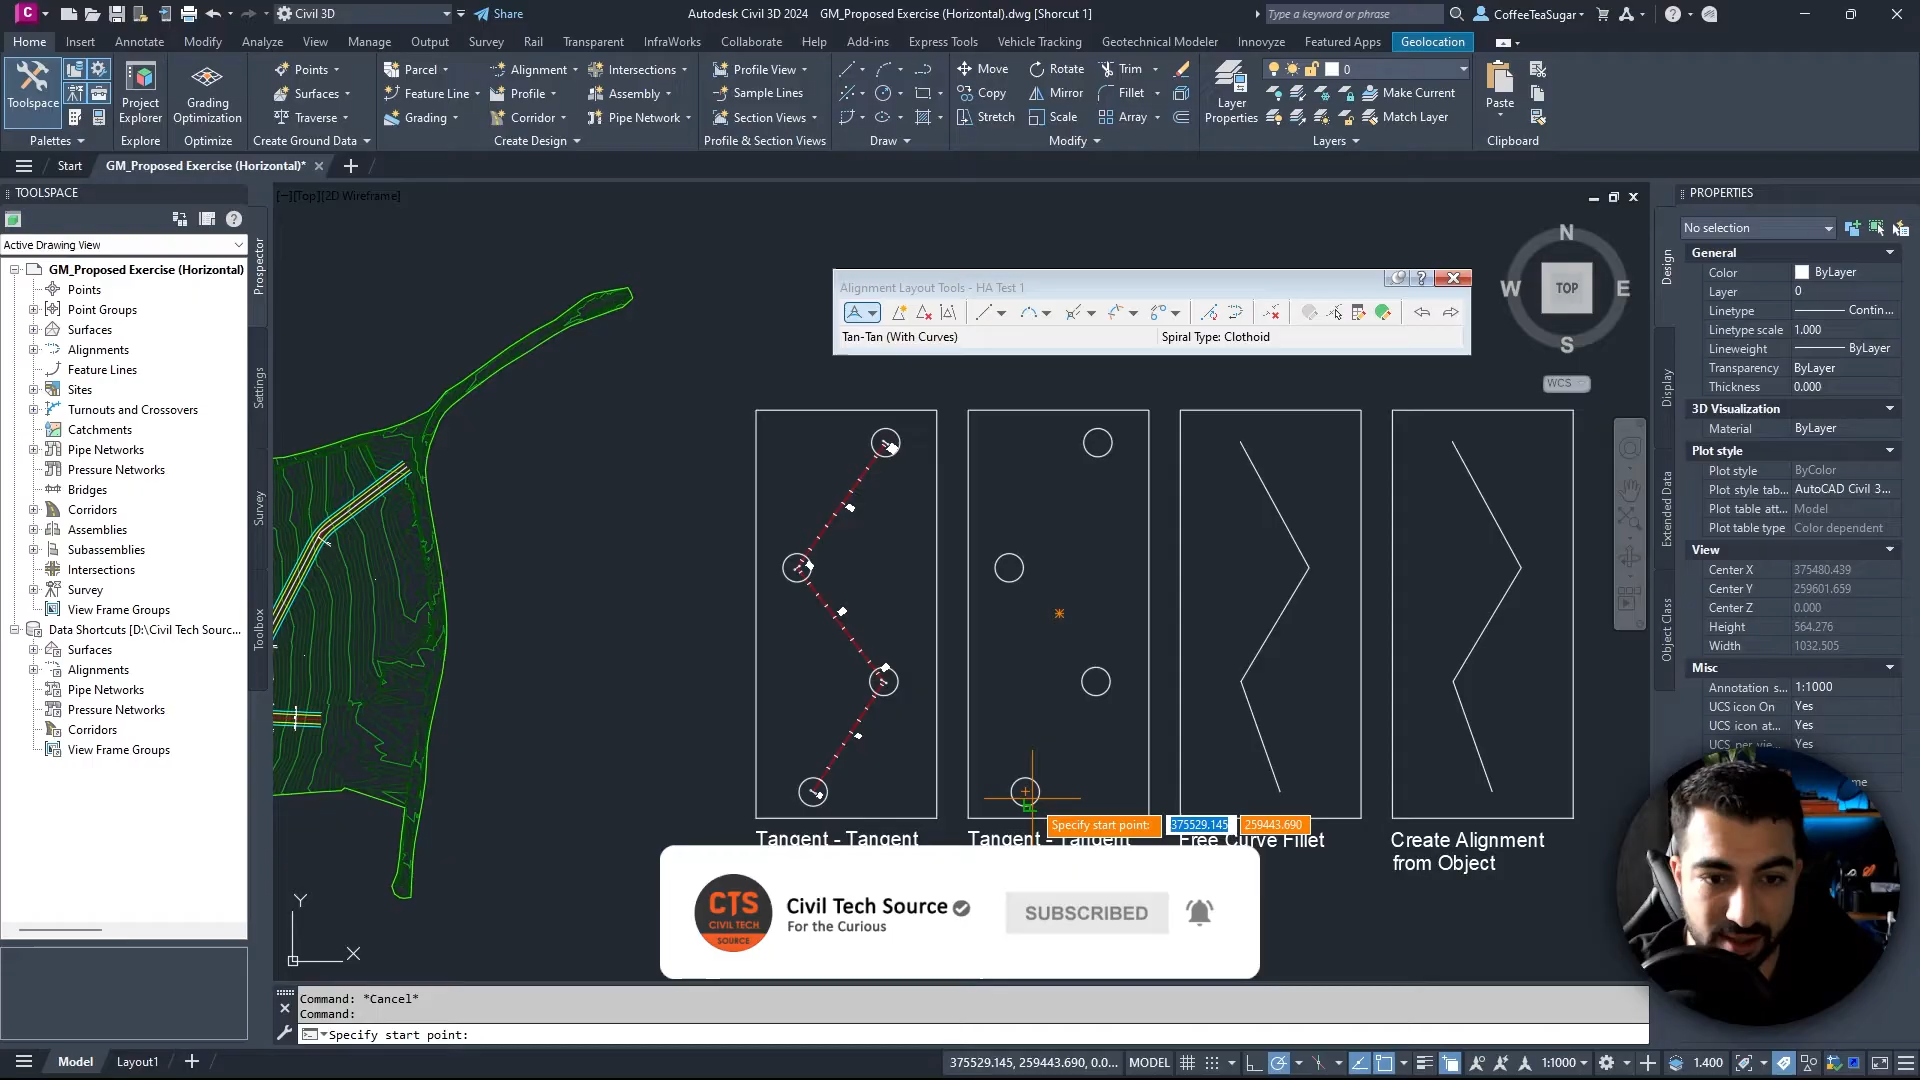 C
Civil 3D
Share
Autodesk Civil 3D 2024 GM_Proposed Exercise (Horizontal).dwg [Shorcut 1]
Type a keyword or phrase
CoffeeTeaSugar
Home Insert Annotate Modify Analyze View Manage Output Survey Rail Transparent InfraWorks Collaborate Help Add-ins Express Tools Vehicle Tracking Geotechnical Modeler Innovyze Featured Apps Geolocation
Toolspace
Project Explorer
Grading Optimization
Points
Surfaces
Traverse
Parcel
Feature Line
Grading
Alignment
Profile
Corridor
Intersections
Assembly
Pipe Network
Profile View
Sample Lines
Section Views
Move
Copy
Stretch
Rotate
Mirror
Scale
Trim
Fillet
Array
Layer Properties
0
Make Current
Match Layer
Paste
Palettes Explore Optimize Create Ground Data Create Design Profile & Section Views Draw Modify Layers Clipboard
Start GM_Proposed Exercise (Horizontal)*
TOOLSPACE
Active Drawing View
GM_Proposed Exercise (Horizontal)
Points
Point Groups
Surfaces
Alignments
Feature Lines
Sites
Turnouts and Crossovers
Catchments
Pipe Networks
Pressure Networks
Bridges
Corridors
Assemblies
Subassemblies
Intersections
Survey
View Frame Groups
Data Shortcuts [D:\Civil Tech Sourc...
Surfaces
Alignments
Pipe Networks
Pressure Networks
Corridors
View Frame Groups
Prospector
Settings
Survey
Toolbox
[−][Top][2D Wireframe]
Alignment Layout Tools - HA Test 1
Tan-Tan (With Curves)
Spiral Type: Clothoid
N
W TOP E
S
WCS
Specify start point: 375529.145 259443.690
Tangent - Tangent
Tangent - Tangent
Free Curve Fillet
Create Alignment
from Object
Y
X
CTS
CIVIL TECH
SOURCE
Civil Tech Source
For the Curious
SUBSCRIBED
Command: *Cancel*
Command:
Specify start point:
Model Layout1
375529.145, 259443.690, 0.0... MODEL
1:1000
1.400
PROPERTIES
No selection
Design
Display
Extended Data
Object Class
General
Color ByLayer
Layer 0
Linetype Contin...
Linetype scale 1.000
Lineweight ByLayer
Transparency ByLayer
Thickness 0.000
3D Visualization
Material ByLayer
Plot style
Plot style ByColor
Plot style tab... AutoCAD Civil 3...
Plot table att... Model
Plot table type Color dependent
View
Center X 375480.439
Center Y 259601.659
Center Z 0.000
Height 564.276
Width 1032.505
Misc
Annotation s... 1:1000
UCS icon On Yes
UCS icon at... Yes
UCS per vie... Yes